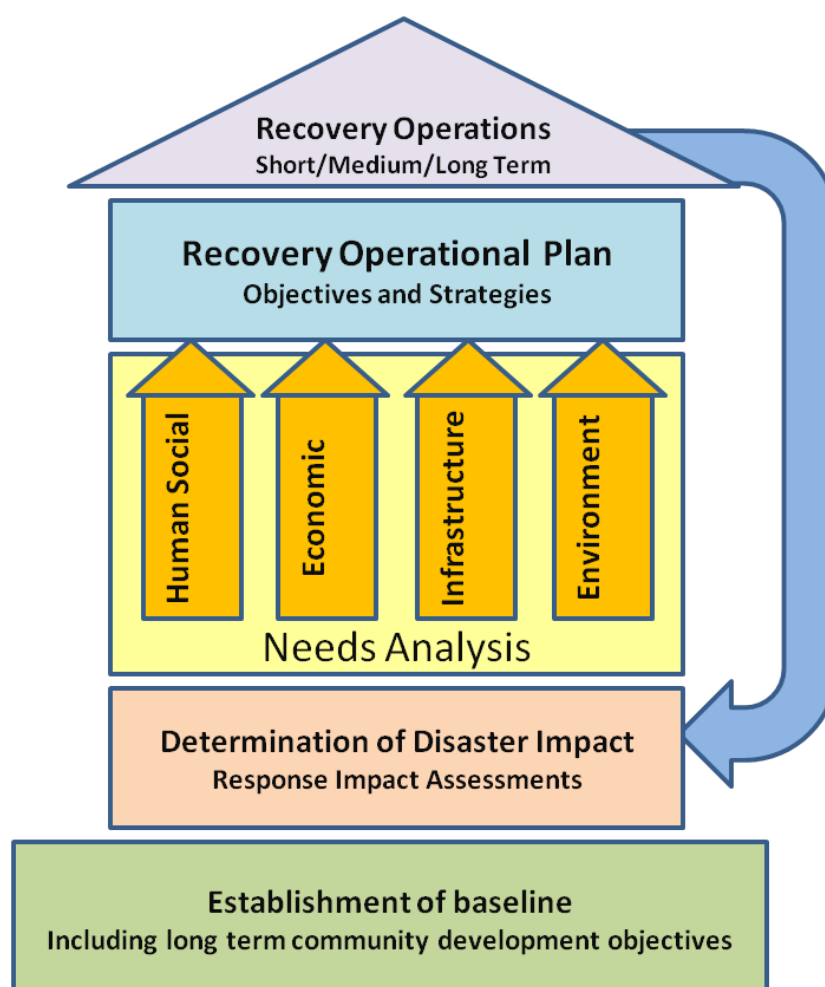 Recovery Operations
Short/Medium/Long Term
Recovery Operational Plan
Objectives and Strategies
Human Social
Economic
Infrastructure
Environment
Needs Analysis
Determination of Disaster Impact
Response Impact Assessments
Establishment of baseline
Including long term community development objectives